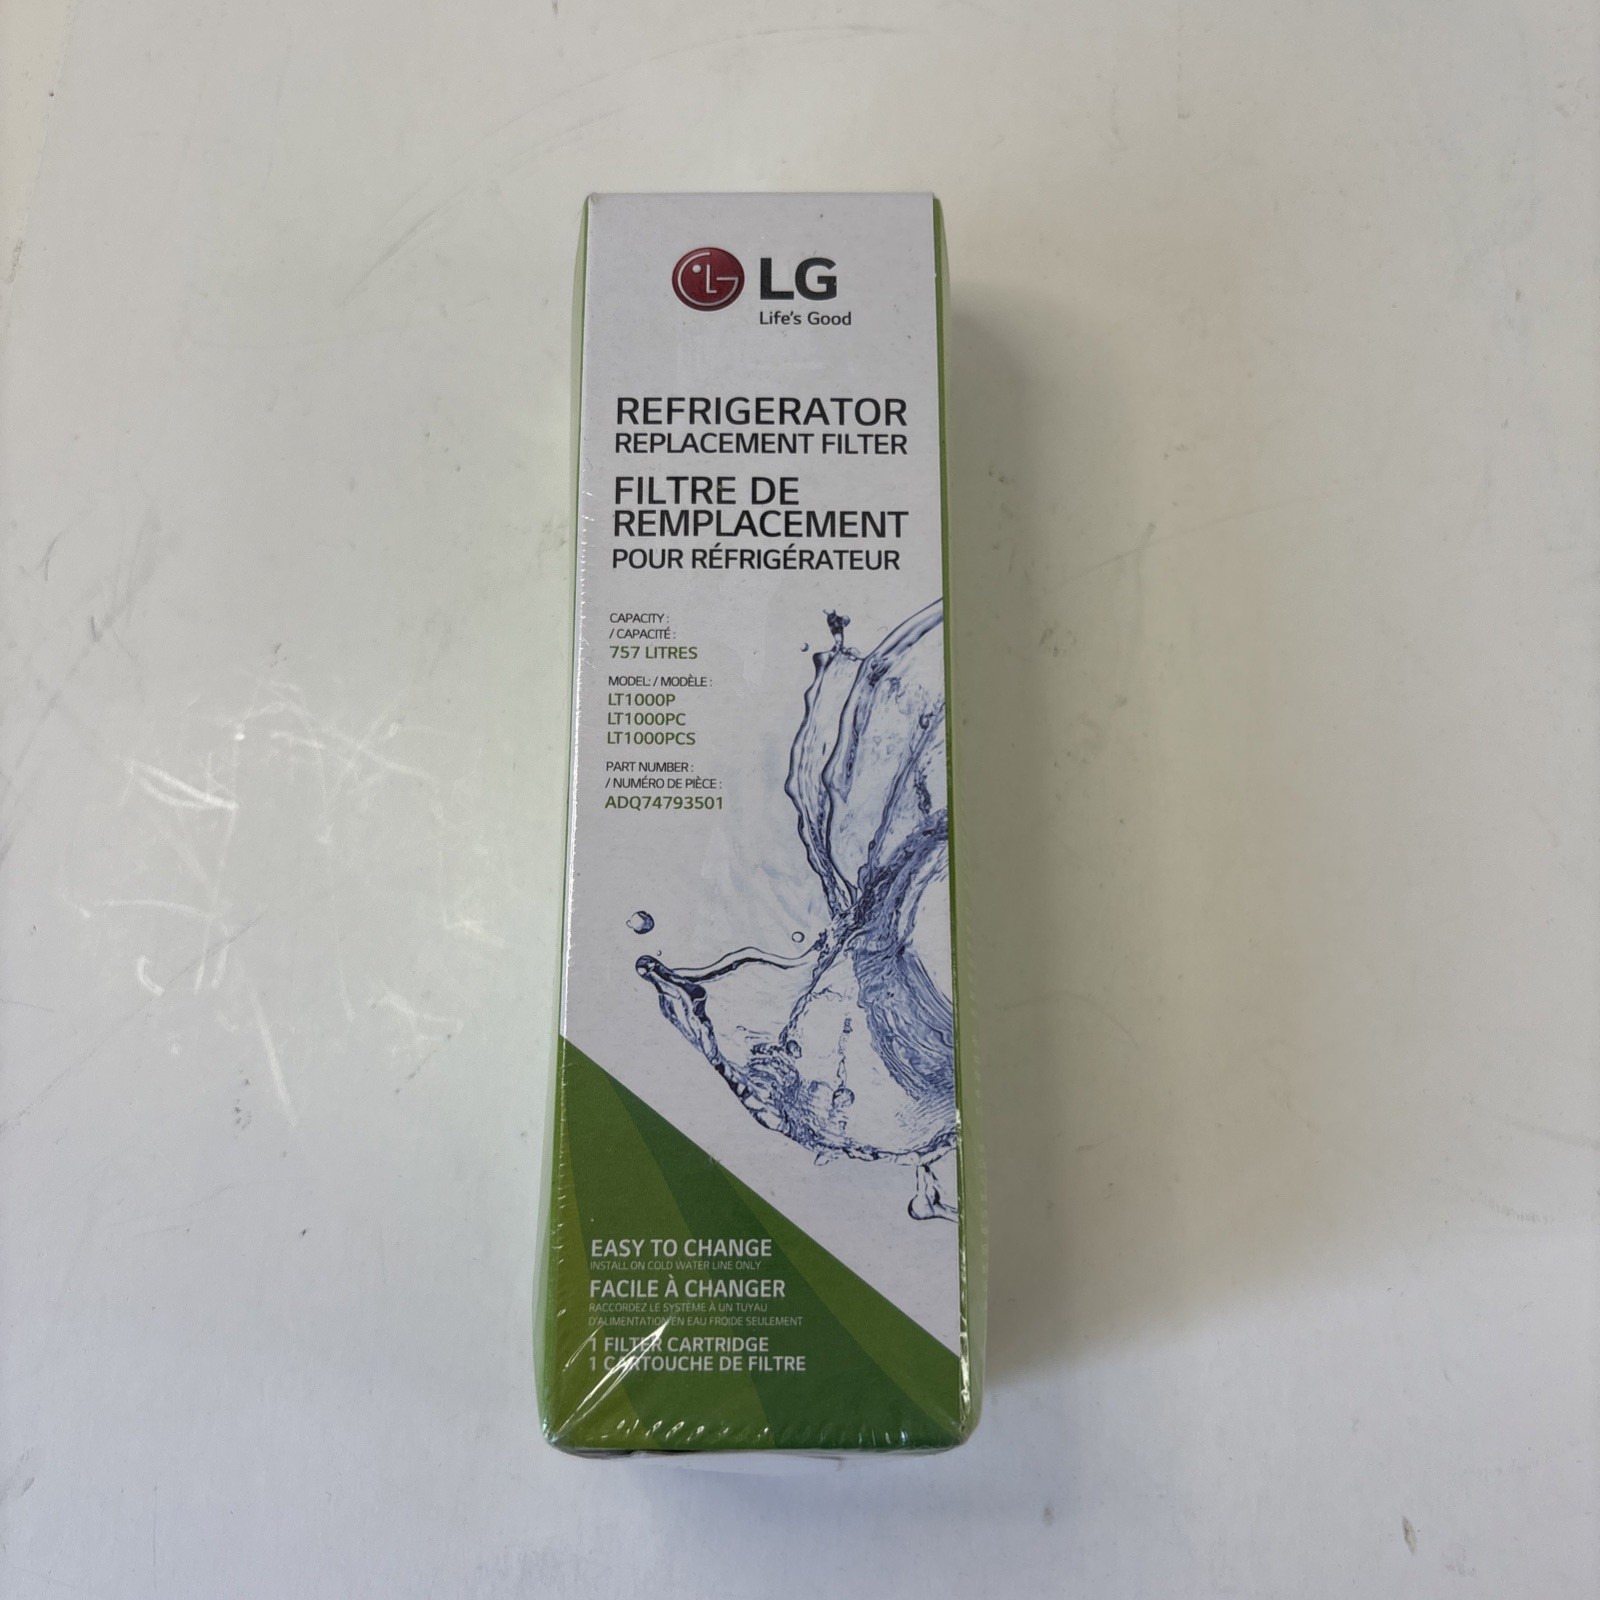 LG
Life's Good
REFRIGERATOR
REPLACEMENT FILTER
FILTRE DE
REMPLACEMENT
POUR RÉFRIGÉRATEUR
CAPACITY :
/ CAPACITÉ :
757 LITRES
MODEL: / MODÈLE :
LT1000P
LT1000PC
LT1000PCS
PART NUMBER :
/ NUMÉRO DE PIÈCE :
ADQ74793501
EASY TO CHANGE
INSTALL ON COLD WATER LINE ONLY
FACILE À CHANGER
RACCORDEZ LE SYSTÈME À UN TUYAU
D'ALIMENTATION EN EAU FROIDE SEULEMENT
1 FILTER CARTRIDGE
1 CARTOUCHE DE FILTRE